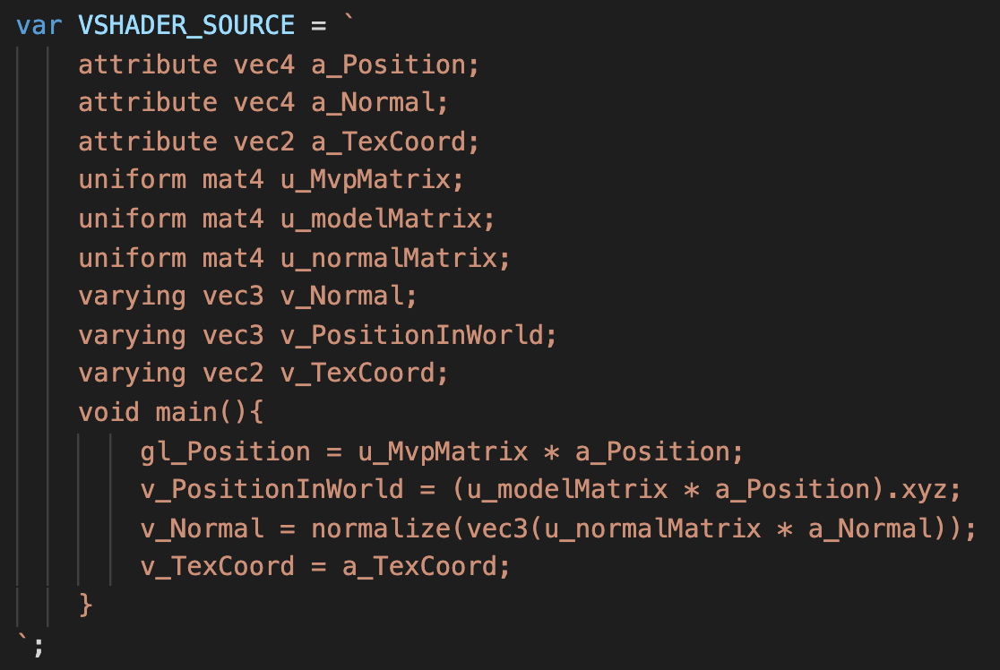 var VSHADER_SOURCE = `
    attribute vec4 a_Position;
    attribute vec4 a_Normal;
    attribute vec2 a_TexCoord;
    uniform mat4 u_MvpMatrix;
    uniform mat4 u_modelMatrix;
    uniform mat4 u_normalMatrix;
    varying vec3 v_Normal;
    varying vec3 v_PositionInWorld;
    varying vec2 v_TexCoord;
    void main(){
        gl_Position = u_MvpMatrix * a_Position;
        v_PositionInWorld = (u_modelMatrix * a_Position).xyz;
        v_Normal = normalize(vec3(u_normalMatrix * a_Normal));
        v_TexCoord = a_TexCoord;
    }
`;